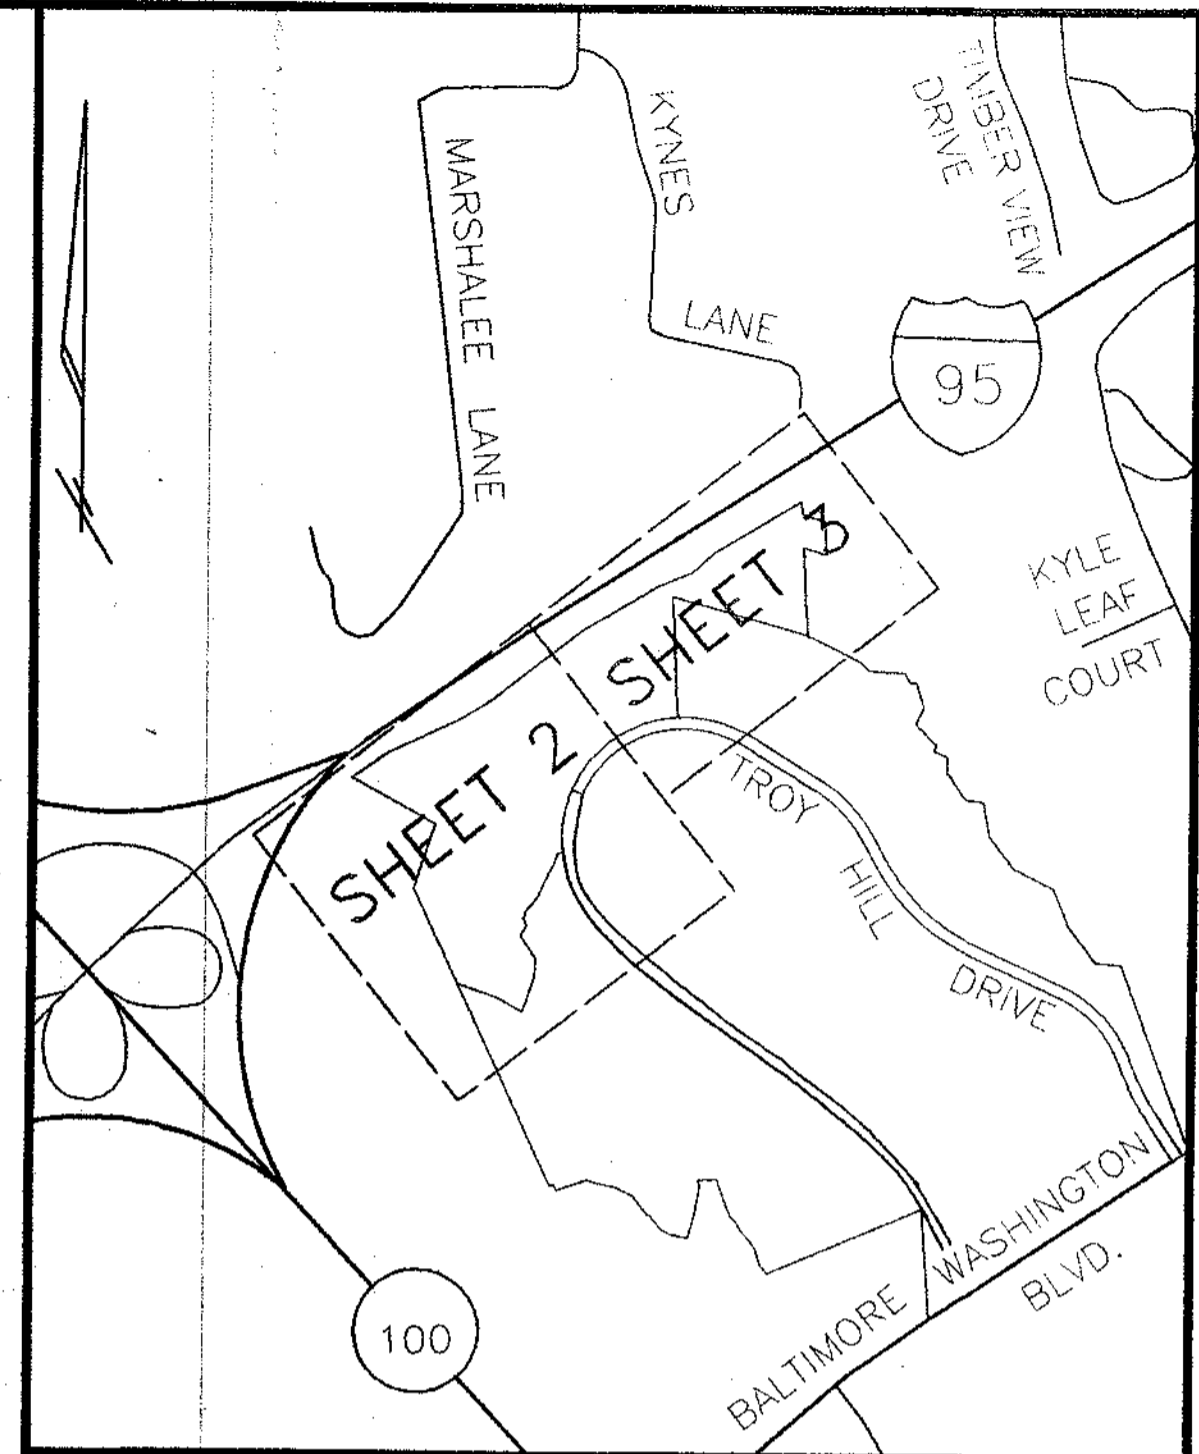 TIMBER VIEW
DRIVE
KYNES
LANE
MARSHALEE LANE
95
SHEET 3
KYLE
LEAF
COURT
SHEET 2
TROY
HILL
DRIVE
WASHINGTON
BALTIMORE
BLVD.
100